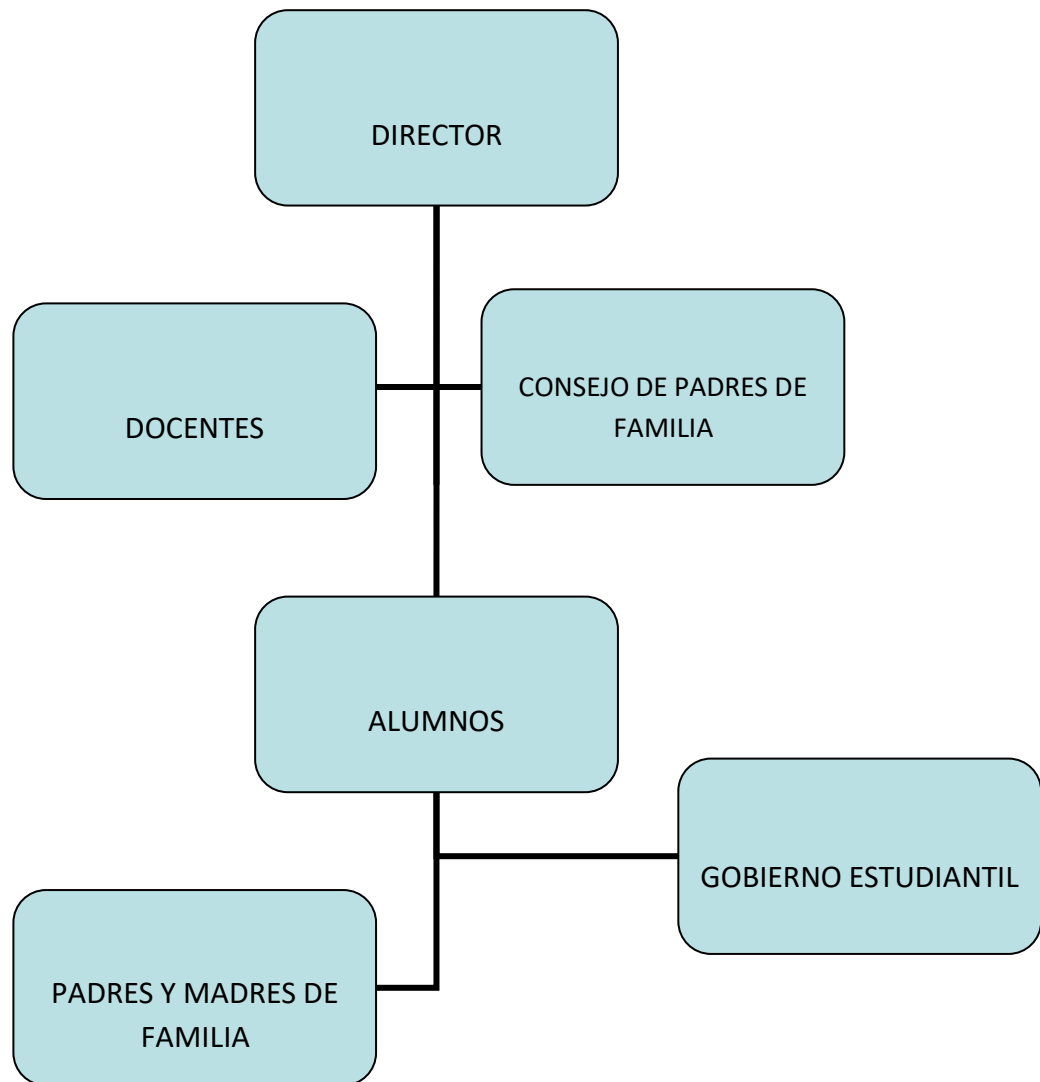 DIRECTOR
DOCENTES
CONSEJO DE PADRES DE
FAMILIA
ALUMNOS
GOBIERNO ESTUDIANTIL
PADRES Y MADRES DE
FAMILIA